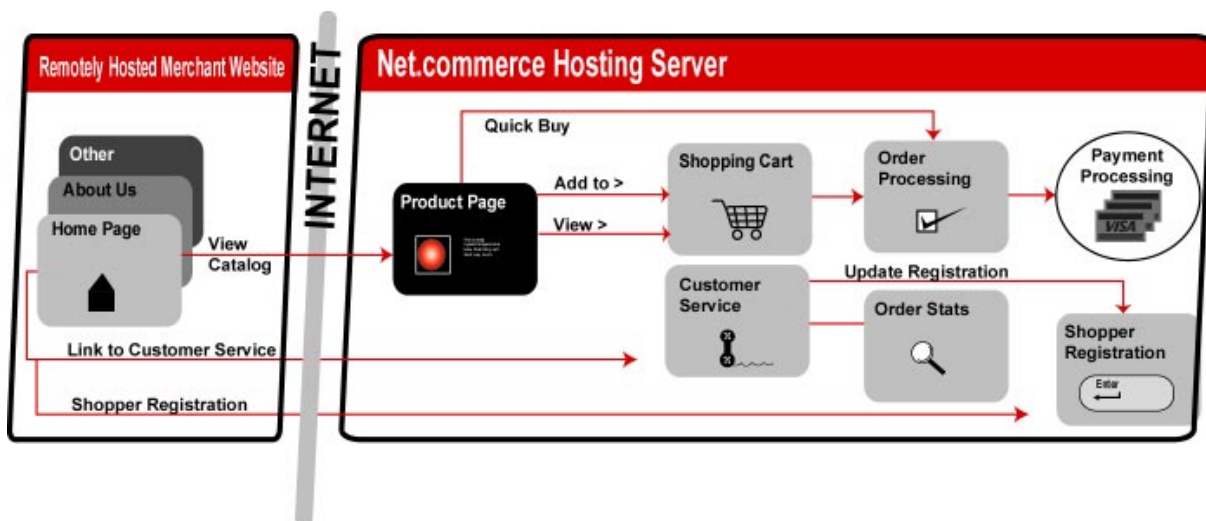 Remotely Hosted Merchant Website
INTERNET
Net.commerce Hosting Server
Other
About Us
Home Page
View
Catalog
Link to Customer Service
Shopper Registration
Product Page
Quick Buy
Add to >
View >
Shopping Cart
Order
Processing
Payment
Processing
VISA
Customer
Service
Update Registration
Order Stats
Shopper
Registration
Enter